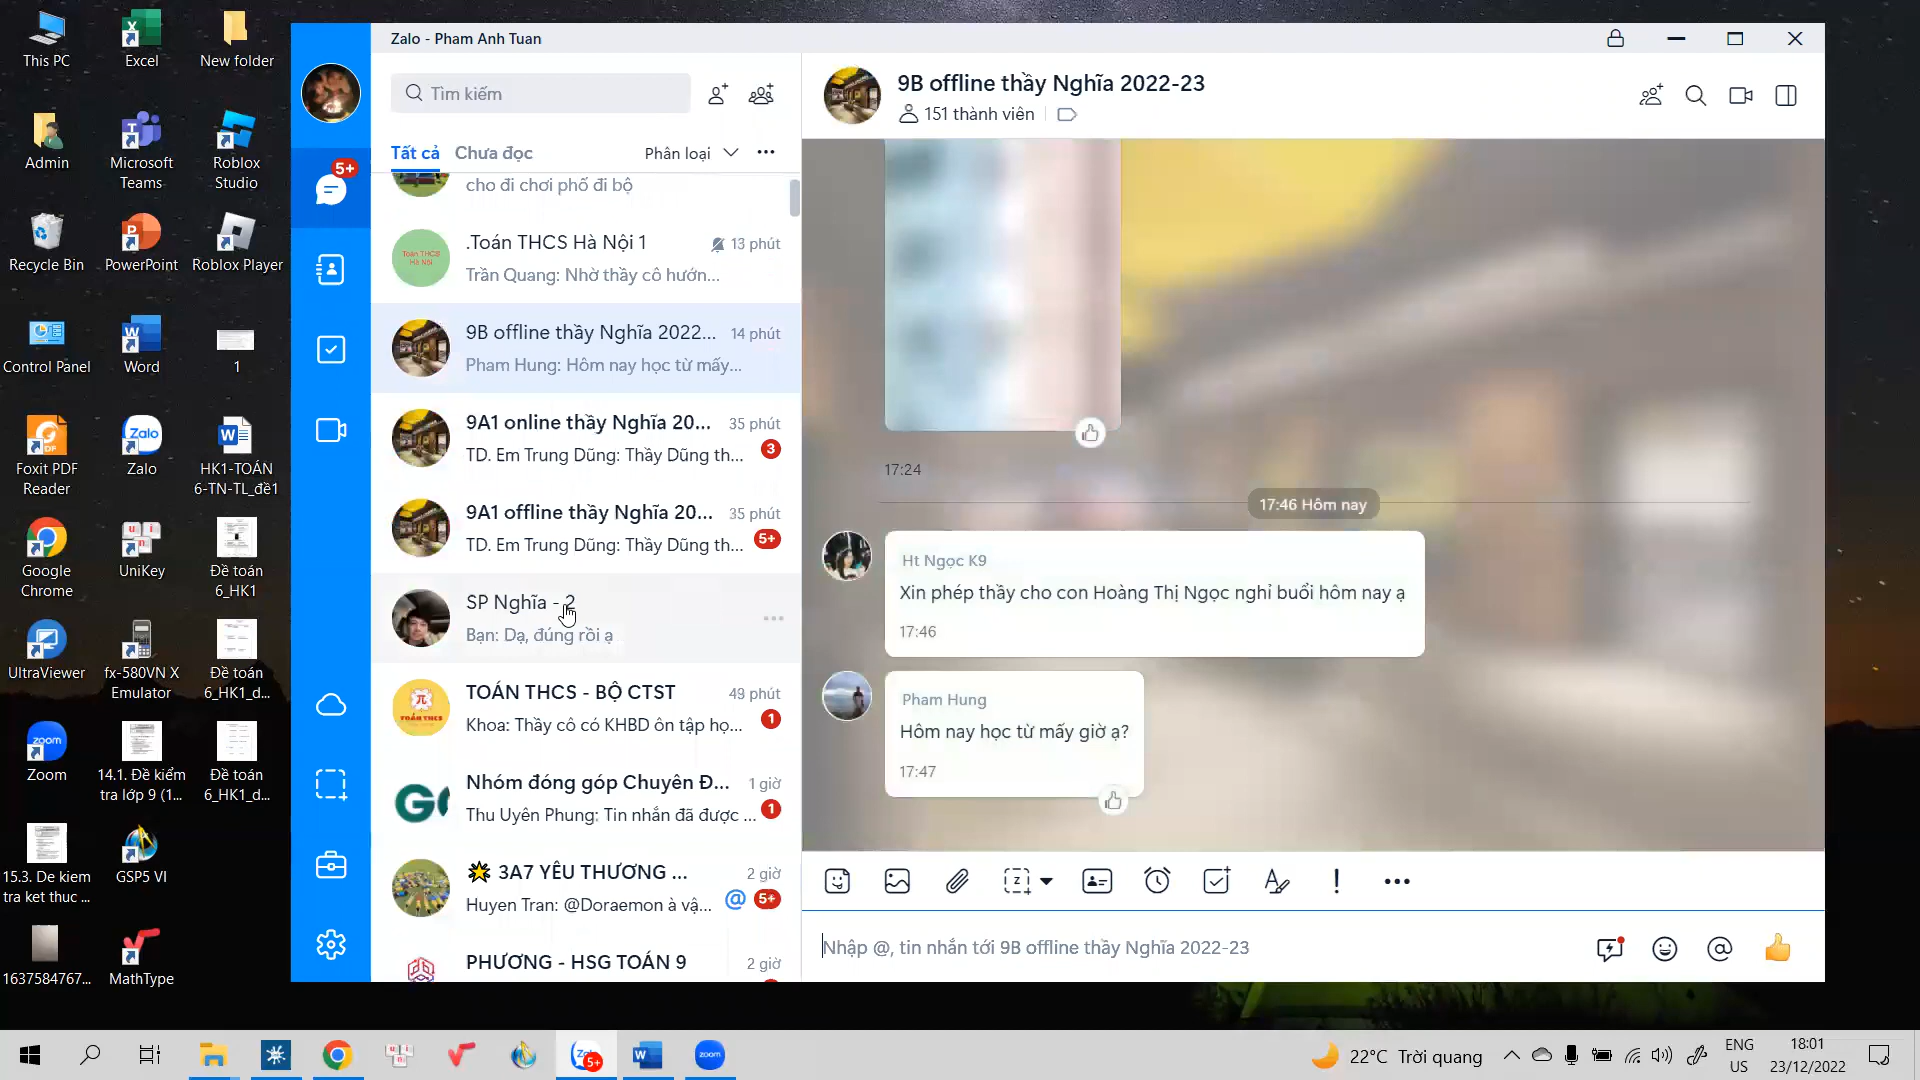 This PC
Excel
New folder
Admin
Microsoft
Teams
Roblox
Studio
Recycle Bin
PowerPoint
Roblox Player
Control Panel
Word
1
Foxit PDF
Reader
Zalo
HK1-TOÁN
6-TN-TL_đề1
Google
Chrome
UniKey
Đề toán
6_HK1
UltraViewer
fx-580VN X
Emulator
Đề toán
6_HK1_d...
Zoom
14.1. Đề kiểm
tra lớp 9 (1...
Đề toán
6_HK1_d...
15.3. De kiem
tra ket thuc ...
GSP5 VI
1637584767...
MathType
Zalo - Pham Anh Tuan
5+
Tìm kiếm
Tất cả
Chưa đọc
Phân loại
cho đi chơi phố đi bộ
.Toán THCS Hà Nội 1
13 phút
Trần Quang: Nhờ thầy cô hướn...
9B offline thầy Nghĩa 2022...
14 phút
Pham Hung: Hôm nay học từ mấy...
9A1 online thầy Nghĩa 20...
35 phút
TD. Em Trung Dũng: Thầy Dũng th...
3
9A1 offline thầy Nghĩa 20...
35 phút
TD. Em Trung Dũng: Thầy Dũng th...
5+
SP Nghĩa - 2
Bạn: Dạ, đúng rồi ạ
TOÁN THCS - BỘ CTST
49 phút
Khoa: Thầy cô có KHBD ôn tập họ...
1
Nhóm đóng góp Chuyên Đ...
1 giờ
Thu Uyên Phung: Tin nhắn đã được ...
1
3A7 YÊU THƯƠNG ...
2 giờ
Huyen Tran: @Doraemon à vậ...
@ 5+
PHƯƠNG - HSG TOÁN 9
2 giờ
9B offline thầy Nghĩa 2022-23
151 thành viên
17:24
17:46 Hôm nay
Ht Ngọc K9
Xin phép thầy cho con Hoàng Thị Ngọc nghỉ buổi hôm nay ạ
17:46
Pham Hung
Hôm nay học từ mấy giờ ạ?
17:47
Nhập @, tin nhắn tới 9B offline thầy Nghĩa 2022-23
22°C Trời quang
ENG
US
18:01
23/12/2022